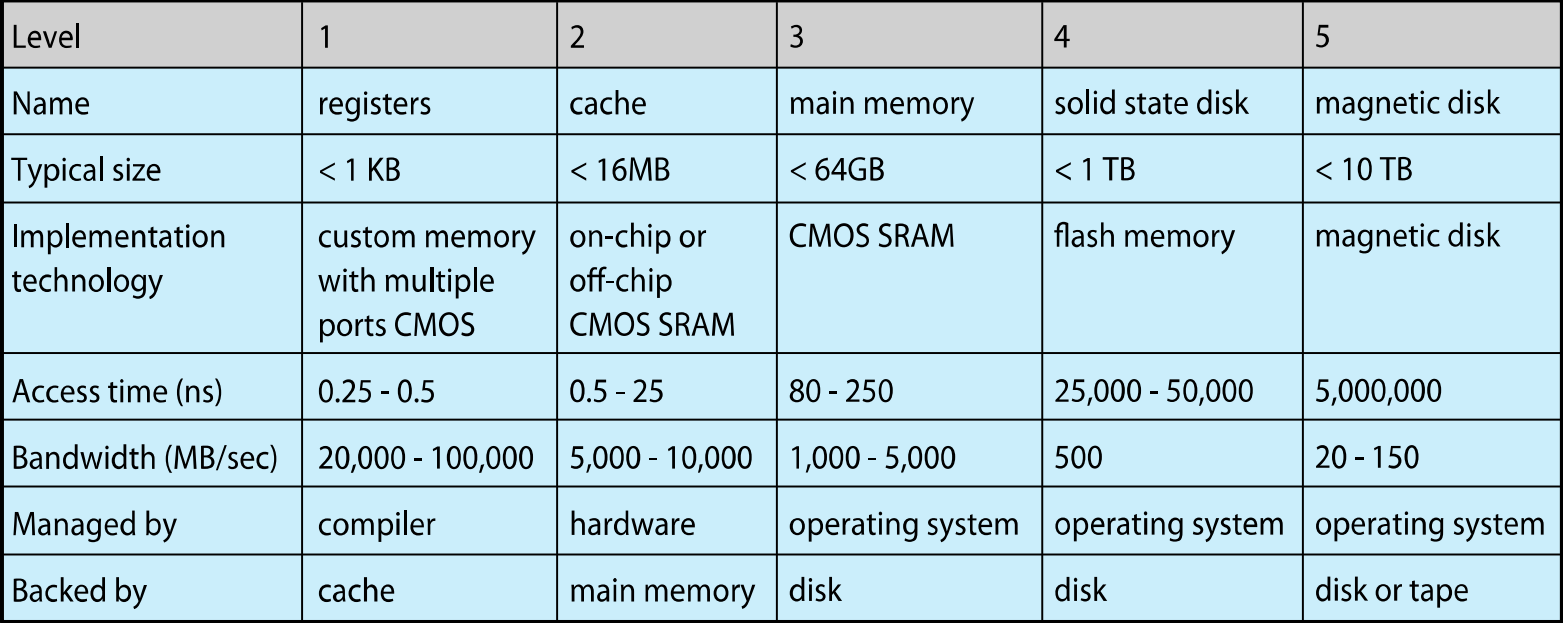 Level 1 2 3 4 5
Name registers cache main memory solid state disk magnetic disk
Typical size < 1 KB < 16MB < 64GB < 1 TB < 10 TB
Implementation custom memory on-chip or CMOS SRAM flash memory magnetic disk
technology with multiple off-chip
ports CMOS CMOS SRAM
Access time (ns) 0.25 - 0.5 0.5 - 25 80 - 250 25,000 - 50,000 5,000,000
Bandwidth (MB/sec) 20,000 - 100,000 5,000 - 10,000 1,000 - 5,000 500 20 - 150
Managed by compiler hardware operating system operating system operating system
Backed by cache main memory disk disk disk or tape